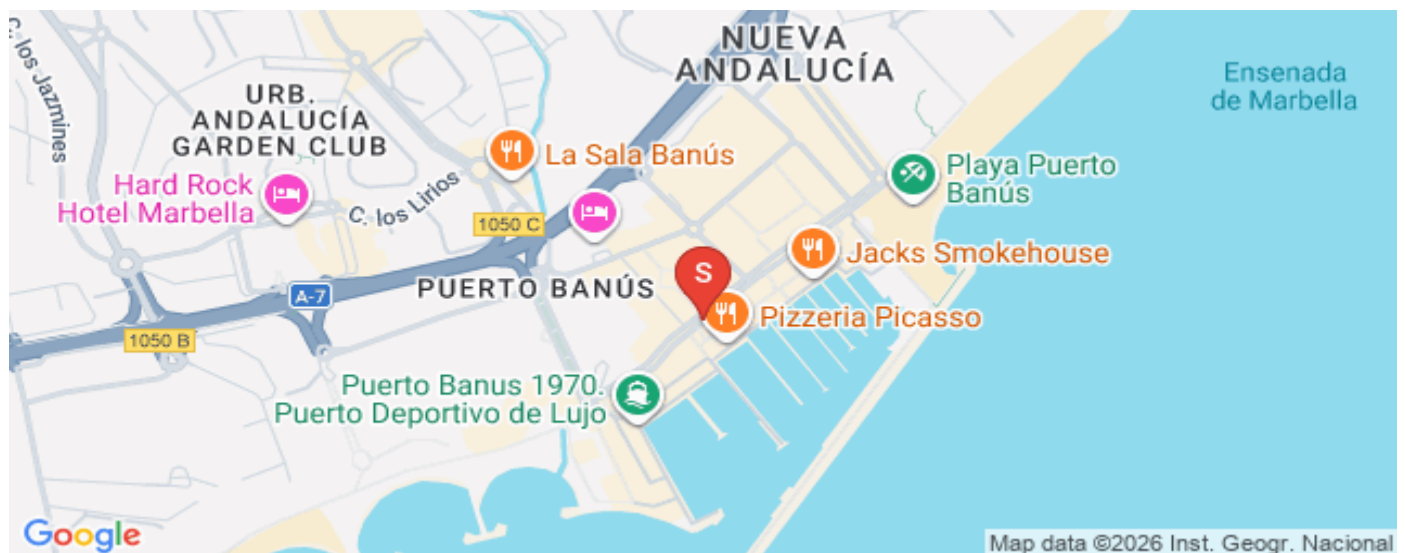 C. los Jazmines
NUEVA
ANDALUCÍA
Ensenada
de Marbella
URB.
ANDALUCÍA
GARDEN CLUB
La Sala Banús
Playa Puerto
Banús
Hard Rock
Hotel Marbella
C. los Lirios
1050 C
Jacks Smokehouse
S
PUERTO BANÚS
A-7
Pizzeria Picasso
1050 B
Puerto Banus 1970.
Puerto Deportivo de Lujo
Google
Map data ©2026 Inst. Geogr. Nacional